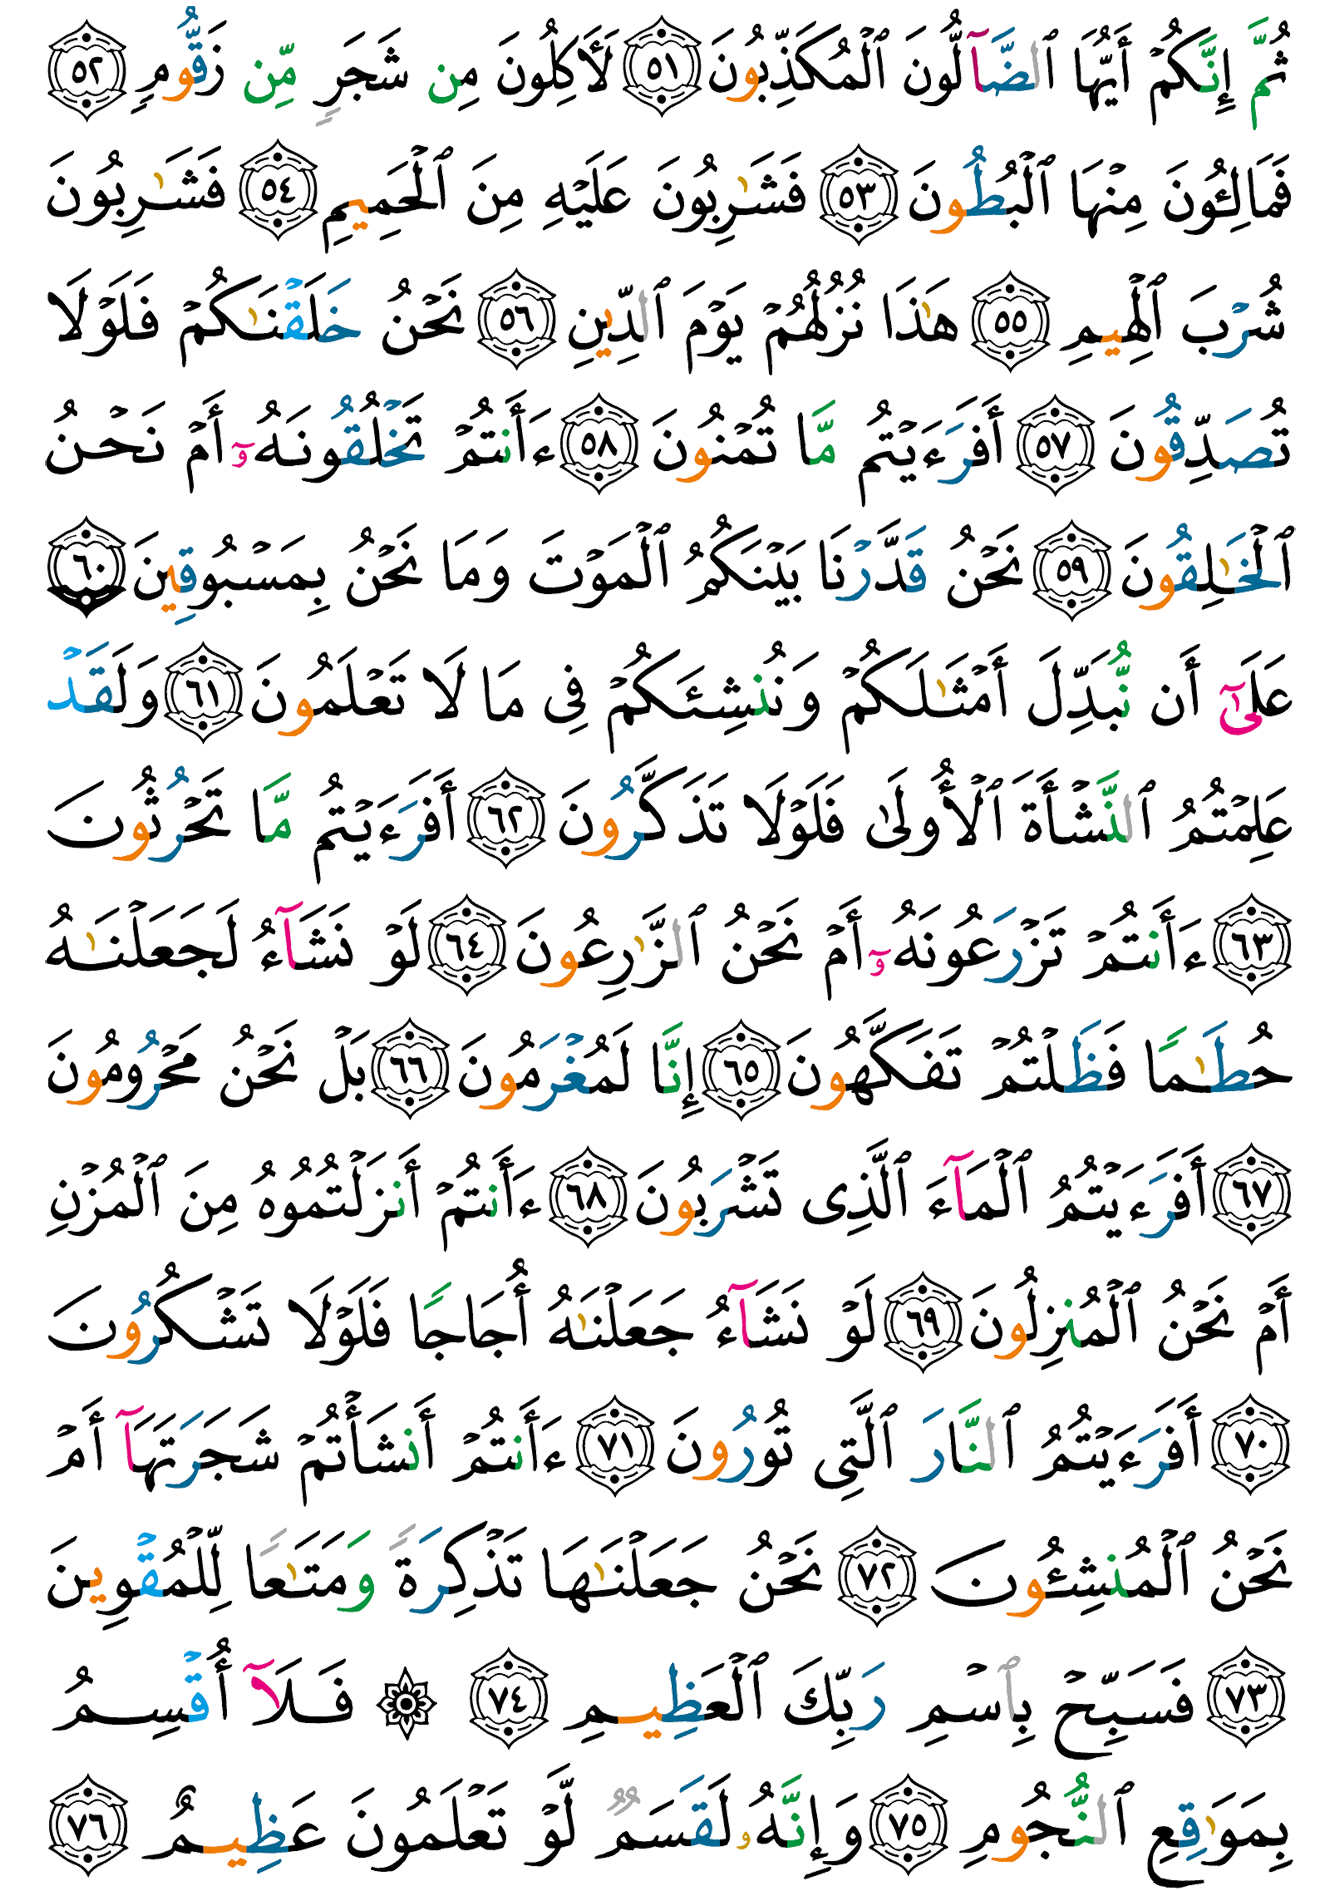 ثُمَّ إِنَّكُمۡ أَيُّهَا ٱلضَّآلُّونَ ٱلۡمُكَذِّبُونَ ٥١ لَأٓكِلُونَ مِن شَجَرٖ مِّن زَقُّومٖ ٥٢
فَمَالِـُٔونَ مِنۡهَا ٱلۡبُطُونَ ٥٣ فَشَٰرِبُونَ عَلَيۡهِ مِنَ ٱلۡحَمِيمِ ٥٤ فَشَٰرِبُونَ
شُرۡبَ ٱلۡهِيمِ ٥٥ هَٰذَا نُزُلُهُمۡ يَوۡمَ ٱلدِّينِ ٥٦ نَحۡنُ خَلَقۡنَٰكُمۡ فَلَوۡلَا
تُصَدِّقُونَ ٥٧ أَفَرَءَيۡتُم مَّا تُمۡنُونَ ٥٨ ءَأَنتُمۡ تَخۡلُقُونَهُۥٓ أَمۡ نَحۡنُ
ٱلۡخَٰلِقُونَ ٥٩ نَحۡنُ قَدَّرۡنَا بَيۡنَكُمُ ٱلۡمَوۡتَ وَمَا نَحۡنُ بِمَسۡبُوقِينَ ٦٠
عَلَىٰٓ أَن نُّبَدِّلَ أَمۡثَٰلَكُمۡ وَنُنشِئَكُمۡ فِي مَا لَا تَعۡلَمُونَ ٦١ وَلَقَدۡ
عَلِمۡتُمُ ٱلنَّشۡأَةَ ٱلۡأُولَىٰ فَلَوۡلَا تَذَكَّرُونَ ٦٢ أَفَرَءَيۡتُم مَّا تَحۡرُثُونَ
٦٣ ءَأَنتُمۡ تَزۡرَعُونَهُۥٓ أَمۡ نَحۡنُ ٱلزَّٰرِعُونَ ٦٤ لَوۡ نَشَآءُ لَجَعَلۡنَٰهُ
حُطَٰمٗا فَظَلۡتُمۡ تَفَكَّهُونَ ٦٥ إِنَّا لَمُغۡرَمُونَ ٦٦ بَلۡ نَحۡنُ مَحۡرُومُونَ
٦٧ أَفَرَءَيۡتُمُ ٱلۡمَآءَ ٱلَّذِي تَشۡرَبُونَ ٦٨ ءَأَنتُمۡ أَنزَلۡتُمُوهُ مِنَ ٱلۡمُزۡنِ
أَمۡ نَحۡنُ ٱلۡمُنزِلُونَ ٦٩ لَوۡ نَشَآءُ جَعَلۡنَٰهُ أُجَاجٗا فَلَوۡلَا تَشۡكُرُونَ
٧٠ أَفَرَءَيۡتُمُ ٱلنَّارَ ٱلَّتِي تُورُونَ ٧١ ءَأَنتُمۡ أَنشَأۡتُمۡ شَجَرَتَهَآ أَمۡ
نَحۡنُ ٱلۡمُنشِـُٔونَ ٧٢ نَحۡنُ جَعَلۡنَٰهَا تَذۡكِرَةٗ وَمَتَٰعٗا لِّلۡمُقۡوِينَ
٧٣ فَسَبِّحۡ بِٱسۡمِ رَبِّكَ ٱلۡعَظِيمِ ٧٤ ۞ فَلَآ أُقۡسِمُ
بِمَوَٰقِعِ ٱلنُّجُومِ ٧٥ وَإِنَّهُۥ لَقَسَمٞ لَّوۡ تَعۡلَمُونَ عَظِيمٌ ٧٦